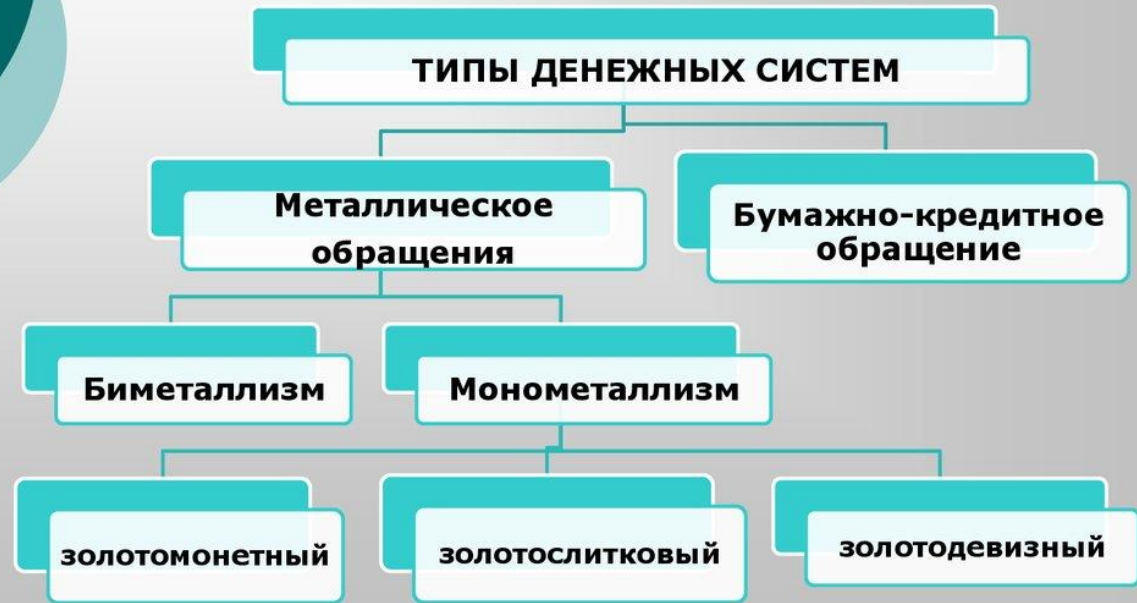 ТИПЫ ДЕНЕЖНЫХ СИСТЕМ
Металлическое
обращения
Бумажно-кредитное
обращение
Биметаллизм
Монометаллизм
золотомонетный
золотослитковый
золотодевизный